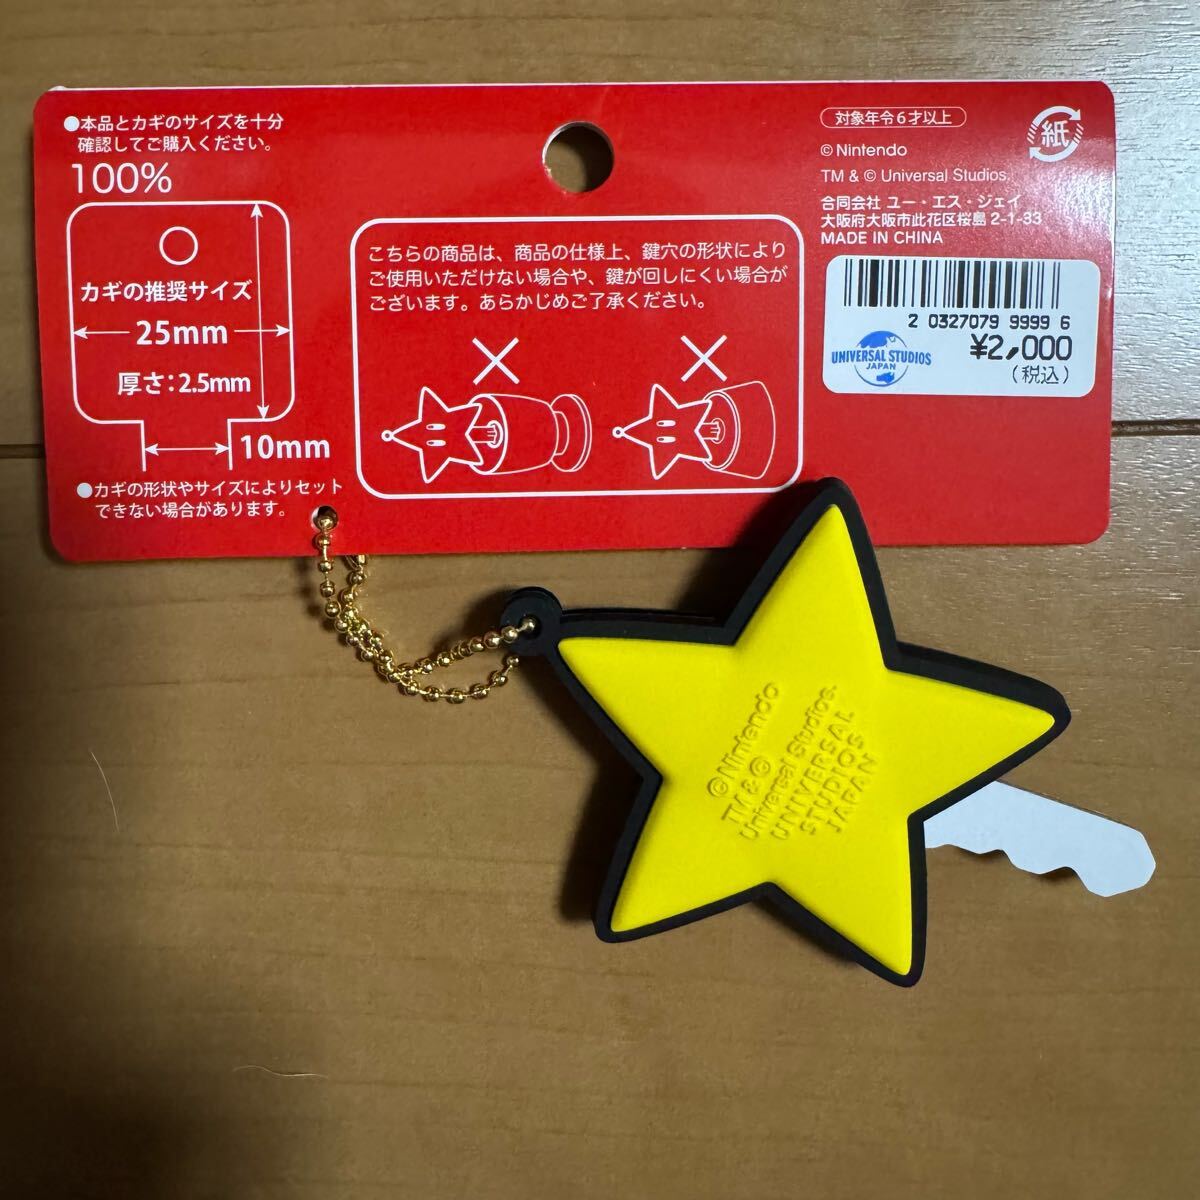 ●本品とカギのサイズを十分
確認してご購入ください。
100%
カギの推奨サイズ
25mm
厚さ：2.5mm
10mm
●カギの形状やサイズによりセット
できない場合があります。
こちらの商品は、商品の仕様上、鍵穴の形状により
ご使用いただけない場合や、鍵が回しにくい場合が
ございます。あらかじめご了承ください。
対象年令6才以上
紙
©Nintendo
TM & © Universal Studios.
合同会社 ユー・エス・ジェイ
大阪府大阪市此花区桜島 2-1-33
MADE IN CHINA
2 0327079 9999 6
UNIVERSAL STUDIOS
JAPAN
¥2,000
(税込)
©Nintendo
TM & ©
Universal Studios.
UNIVERSAL
STUDIOS
JAPAN